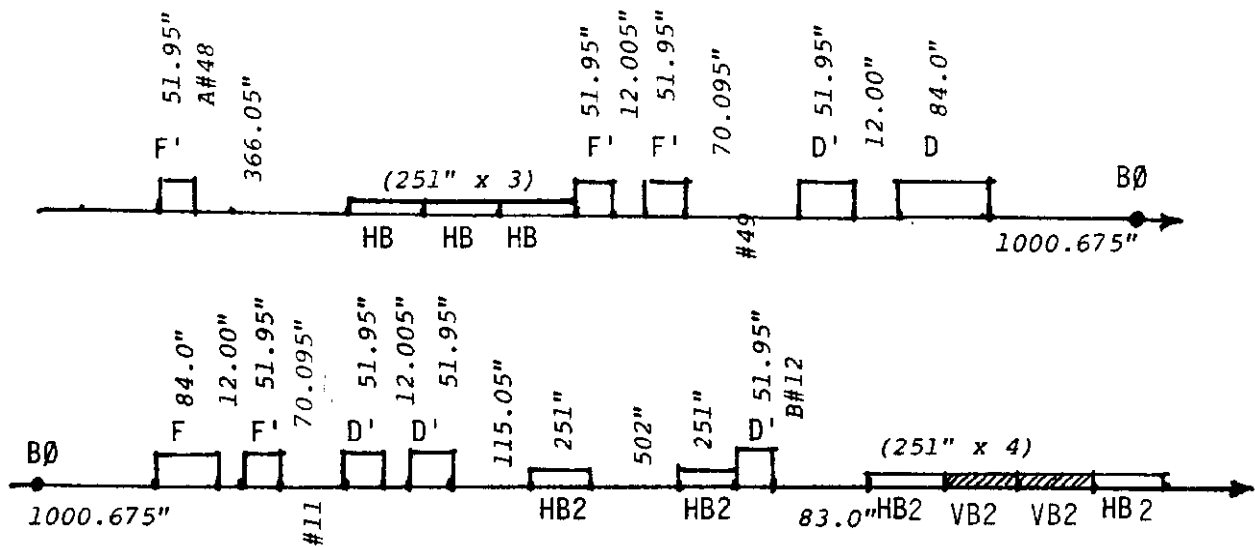 51.95"
A#48
366.05"
51.95"
12.005"
51.95"
70.095"
51.95"
12.00"
84.0"
F'
F'
F'
D'
D
BØ
(251" x 3)
HB
HB
HB
#49
1000.675"
84.0"
12.00"
51.95"
70.095"
51.95"
12.005"
51.95"
115.05"
251"
502"
251"
51.95"
B#12
BØ
F
F'
D'
D'
D'
(251" x 4)
1000.675"
#11
HB2
HB2
83.0"
HB2
VB2
VB2
HB2